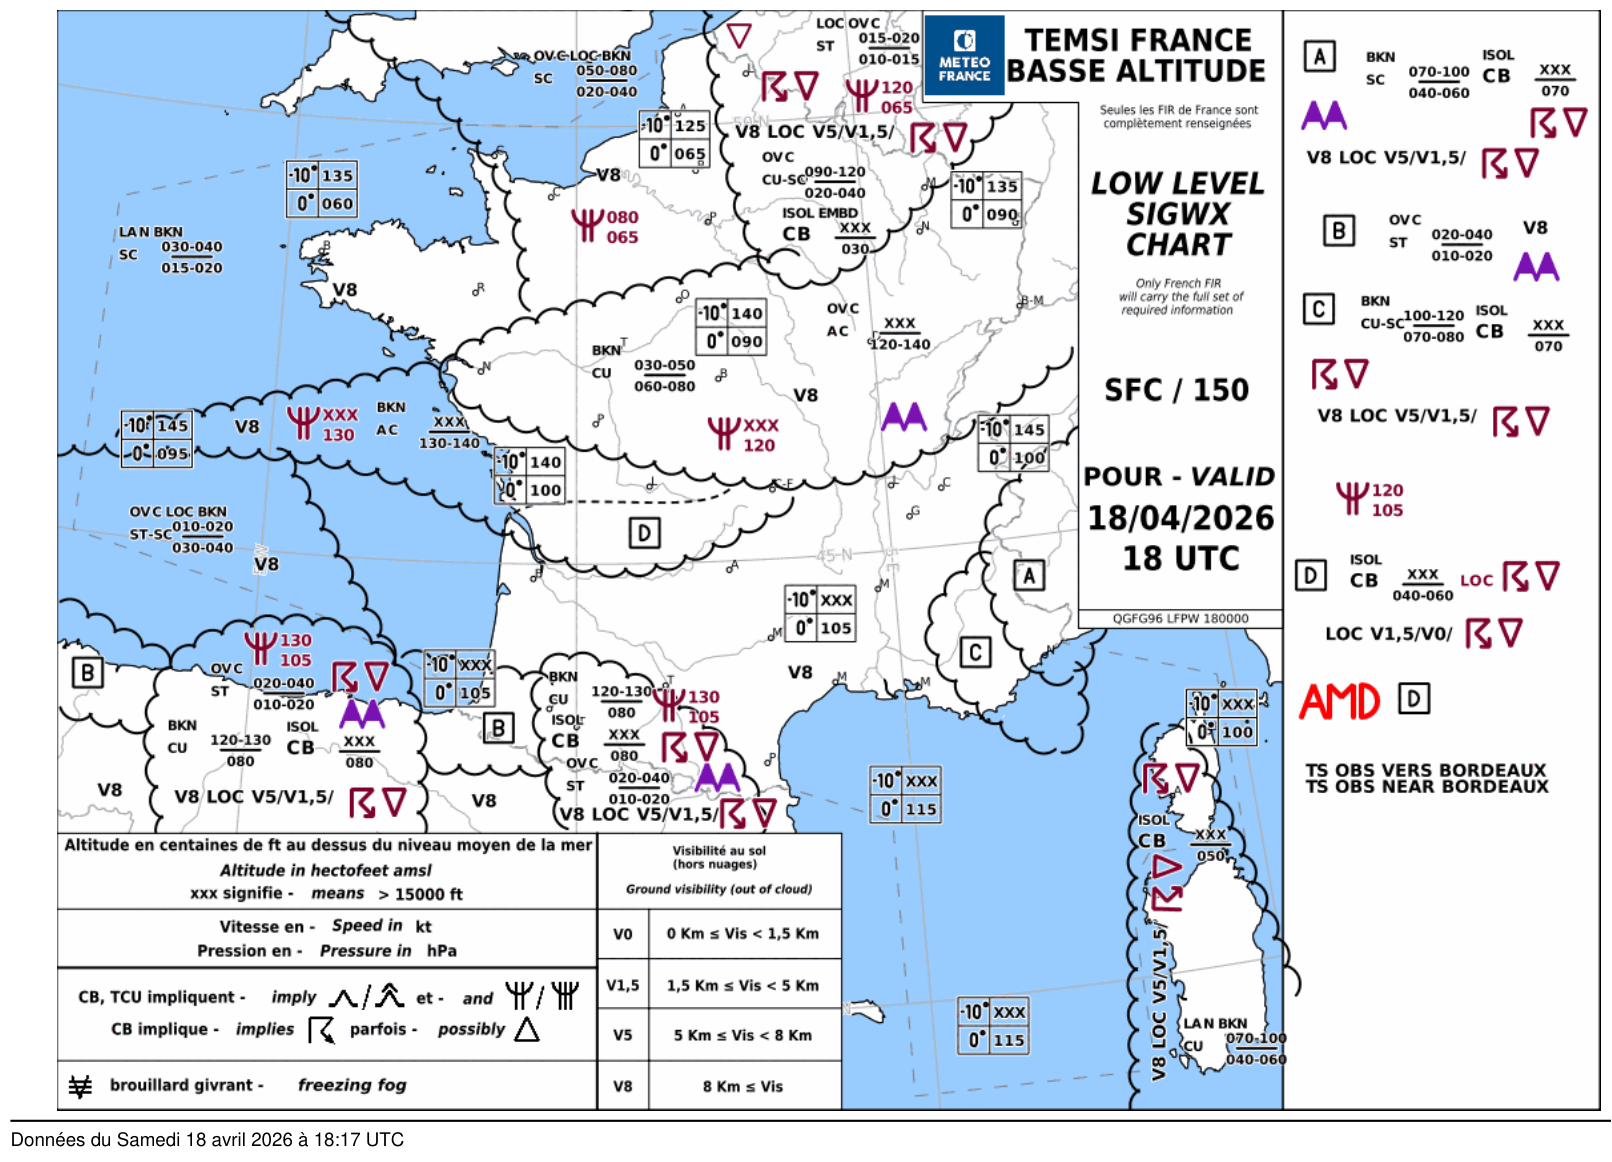 METEO
FRANCE
TEMSI FRANCE
BASSE ALTITUDE
Seules les FIR de France sont
complètement renseignées
LOW LEVEL
SIGWX
CHART
Only French FIR
will carry the full set of
required information
SFC / 150
POUR - VALID
18/04/2026
18 UTC
QGFG96 LFPW 180000
OVC LOC BKN
SC 050-080
020-040
LOC OVC
ST 015-020
010-015
120
065
V8 LOC V5/V1,5/
OVC
CU-SC 090-120
020-040
ISOL EMBD
CB XXX
030
-10° 125
0° 065
50 N
-10° 135
0° 060
-10° 135
0° 090
V8
080
065
LAN BKN
SC 030-040
015-020
V8
-10° 140
0° 090
OVC
AC XXX
120-140
BKN
CU 030-050
060-080
V8
XXX
120
-10° 145
0° 095
V8
XXX
130
BKN
AC XXX
130-140
-10° 140
0° 100
-10° 145
0° 100
OVC LOC BKN
ST-SC 010-020
030-040
V8
D
45 N
A
C
-10° XXX
0° 105
V8
B
130
105
OVC
ST 020-040
010-020
BKN
CU 120-130
080
ISOL
CB XXX
080
V8 LOC V5/V1,5/
V8
-10° XXX
0° 105
B
V8
BKN
CU 120-130
080
130
105
ISOL
CB XXX
080
OVC
ST 020-040
010-020
V8 LOC V5/V1,5/
-10° XXX
0° 115
-10° XXX
0° 115
-10° XXX
0° 100
ISOL
CB XXX
050
V8 LOC V5/V1,5/
LAN BKN
CU 070-100
040-060
A
BKN
SC 070-100
040-060
ISOL
CB XXX
070
V8 LOC V5/V1,5/
B
OVC
ST 020-040
010-020
V8
C
BKN
CU-SC 100-120
070-080
ISOL
CB XXX
070
V8 LOC V5/V1,5/
120
105
D
ISOL
CB XXX
040-060
LOC
LOC V1,5/V0/
AMD D
TS OBS VERS BORDEAUX
TS OBS NEAR BORDEAUX
Altitude en centaines de ft au dessus du niveau moyen de la mer
Altitude in hectofeet amsl
xxx signifie - means > 15000 ft
Vitesse en - Speed in kt
Pression en - Pressure in hPa
CB, TCU impliquent - imply / et - and /
CB implique - implies parfois - possibly
brouillard givrant - freezing fog
Visibilité au sol
(hors nuages)
Ground visibility (out of cloud)
V0 0 Km ≤ Vis < 1,5 Km
V1,5 1,5 Km ≤ Vis < 5 Km
V5 5 Km ≤ Vis < 8 Km
V8 8 Km ≤ Vis
Données du Samedi 18 avril 2026 à 18:17 UTC